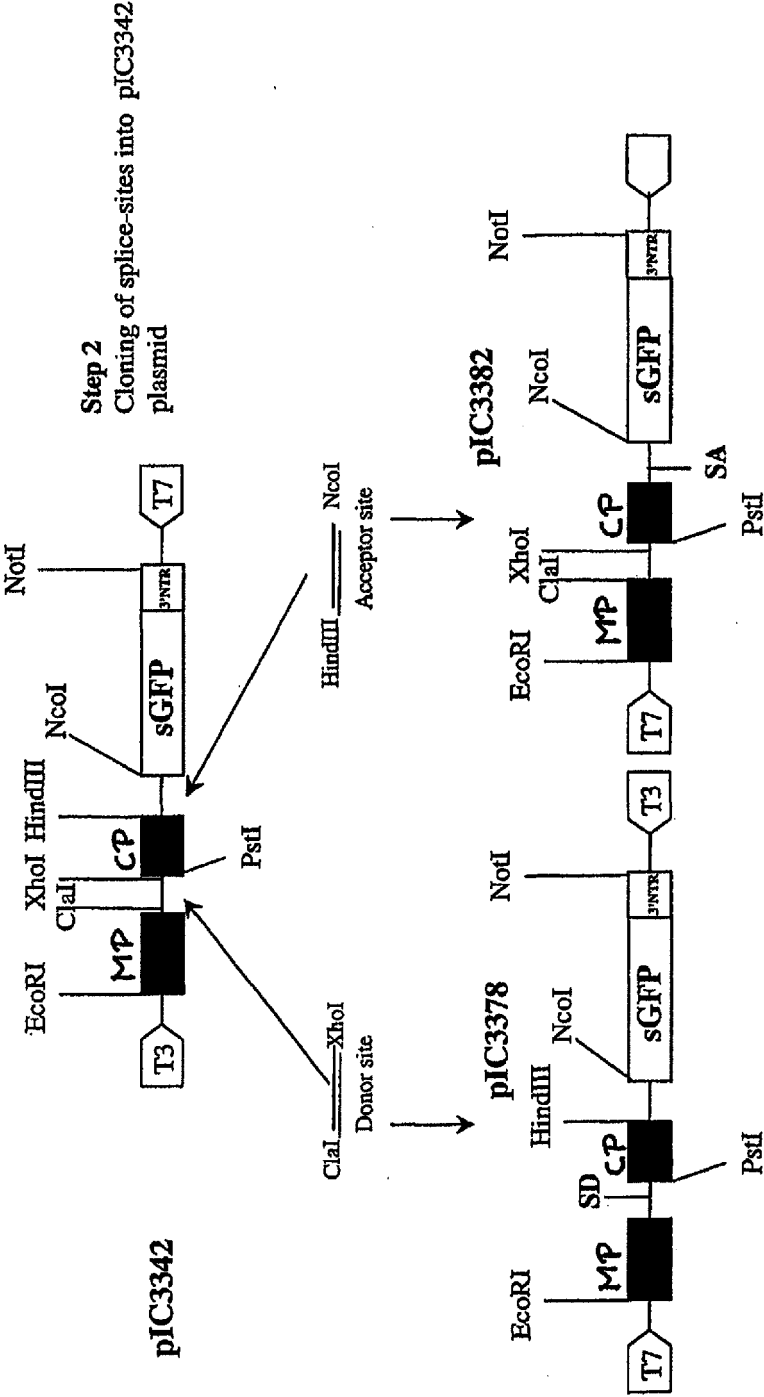 pIC3342
Step 2
Cloning of splice-sites into pIC3342
plasmid
EcoRI
ClaI
XhoI
HindIII
NcoI
NotI
T3
MP
CP
sGFP
3'NTR
T7
PstI
ClaI
XhoI
Donor site
HindIII
NcoI
Acceptor site
pIC3378
EcoRI
SD
HindIII
NcoI
NotI
T7
MP
CP
sGFP
3'NTR
T3
PstI
pIC3382
EcoRI
ClaI
XhoI
NcoI
NotI
T7
MP
CP
sGFP
3'NTR
PstI
SA